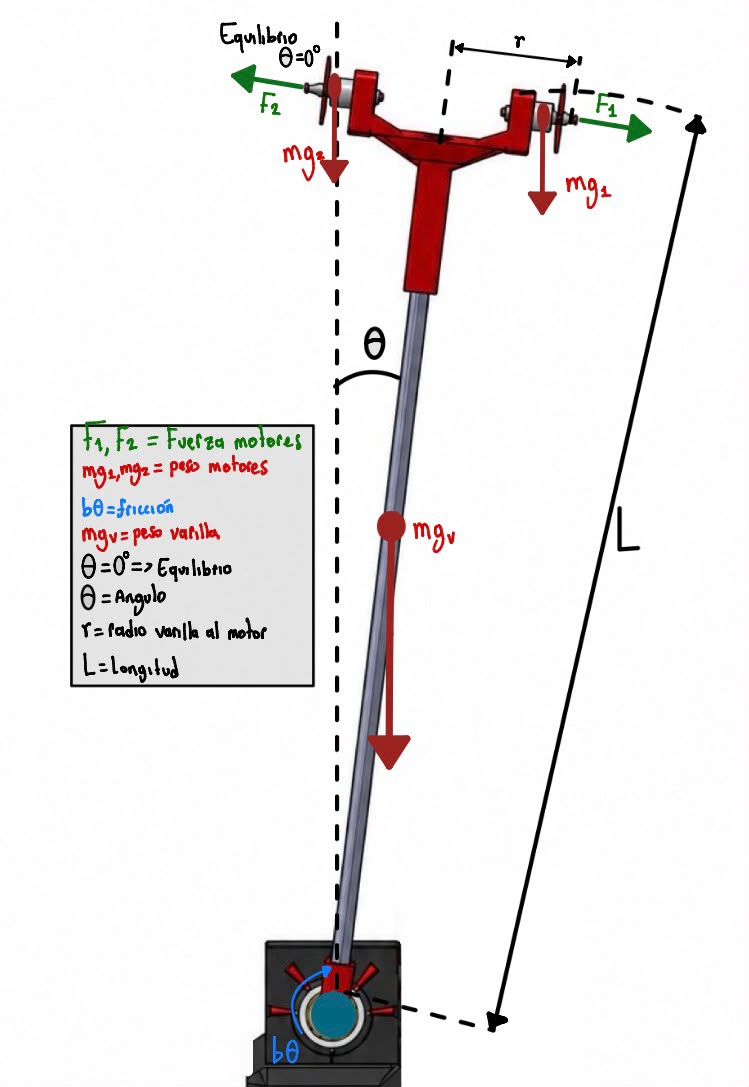 Equilibrio
θ=0°
r
F₂
F₁
mg₂
mg₁
θ
F₁, F₂ = Fuerza motores
mg₁,mg₂ = peso motores
bθ=fricción
mgᵥ=peso varilla
θ=0°=> Equilibrio
θ = Angulo
r = radio varilla al motor
L = Longitud
mgᵥ
L
bθ